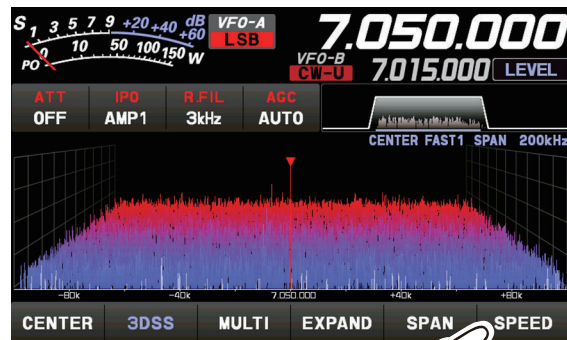 S 1 3 5 7 9 +20 +40 +60 dB
PO 0 10 50 100 150 W
VFO-A
LSB
7.050.000
VFO-B
CW-U
7.015.000
LEVEL
ATT IPO R.FIL AGC
OFF AMP1 3kHz AUTO
CENTER FAST1 SPAN 200kHz
-80k -40k 7.050.000 +40k +80k
CENTER 3DSS MULTI EXPAND SPAN SPEED